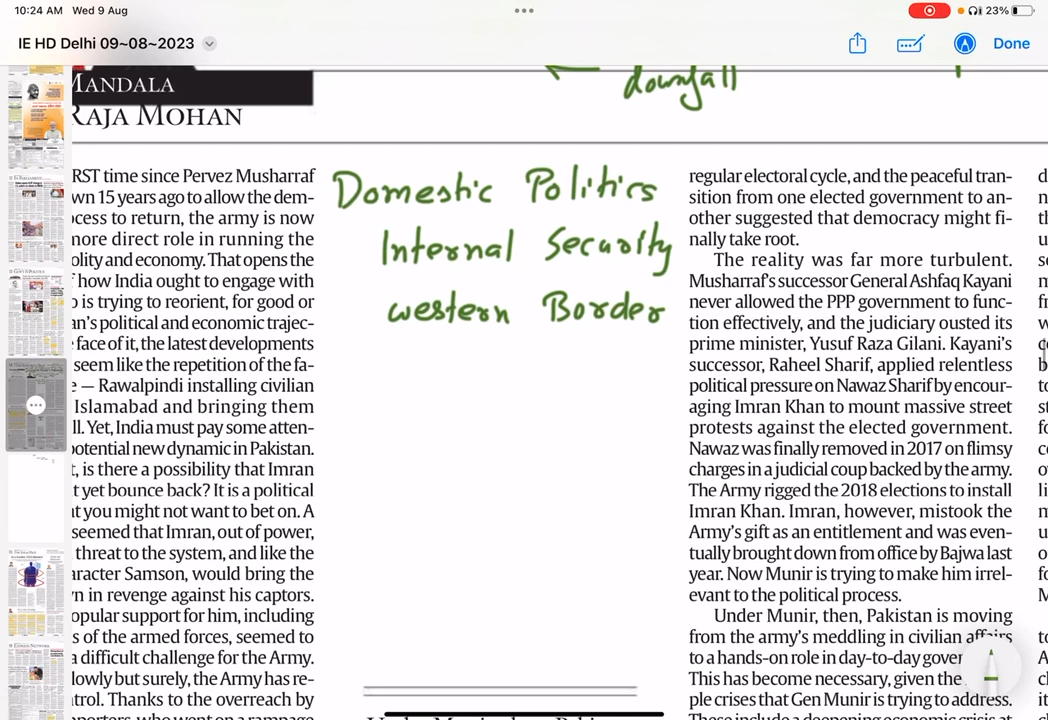 10:24 AM Wed 9 Aug
23%
IE HD Delhi 09~08~2023
Done
MANDALA
RAJA MOHAN
downfall
RST time since Pervez Musharraf
wn 15 years ago to allow the dem-
ocess to return, the army is now
more direct role in running the
olity and economy. That opens the
f how India ought to engage with
o is trying to reorient, for good or
an's political and economic trajec-
face of it, the latest developments
seem like the repetition of the fa-
e — Rawalpindi installing civilian
Islamabad and bringing them
ll. Yet, India must pay some atten-
potential new dynamic in Pakistan.
t, is there a possibility that Imran
t yet bounce back? It is a political
at you might not want to bet on. A
seemed that Imran, out of power,
threat to the system, and like the
aracter Samson, would bring the
n in revenge against his captors.
opular support for him, including
s of the armed forces, seemed to
a difficult challenge for the Army.
lowly but surely, the Army has re-
trol. Thanks to the overreach by
pporters, who went on a rampage
Domestic Politics
Internal Security
western Border
regular electoral cycle, and the peaceful tran-
sition from one elected government to an-
other suggested that democracy might fi-
nally take root.
The reality was far more turbulent.
Musharraf's successor General Ashfaq Kayani
never allowed the PPP government to func-
tion effectively, and the judiciary ousted its
prime minister, Yusuf Raza Gilani. Kayani's
successor, Raheel Sharif, applied relentless
political pressure on Nawaz Sharif by encour-
aging Imran Khan to mount massive street
protests against the elected government.
Nawaz was finally removed in 2017 on flimsy
charges in a judicial coup backed by the army.
The Army rigged the 2018 elections to install
Imran Khan. Imran, however, mistook the
Army's gift as an entitlement and was even-
tually brought down from office by Bajwa last
year. Now Munir is trying to make him irrel-
evant to the political process.
Under Munir, then, Pakistan is moving
from the army's meddling in civilian affairs
to a hands-on role in day-to-day gover
This has become necessary, given the
ple crises that Gen Munir is trying to address.
These include a deepening economic crisis at